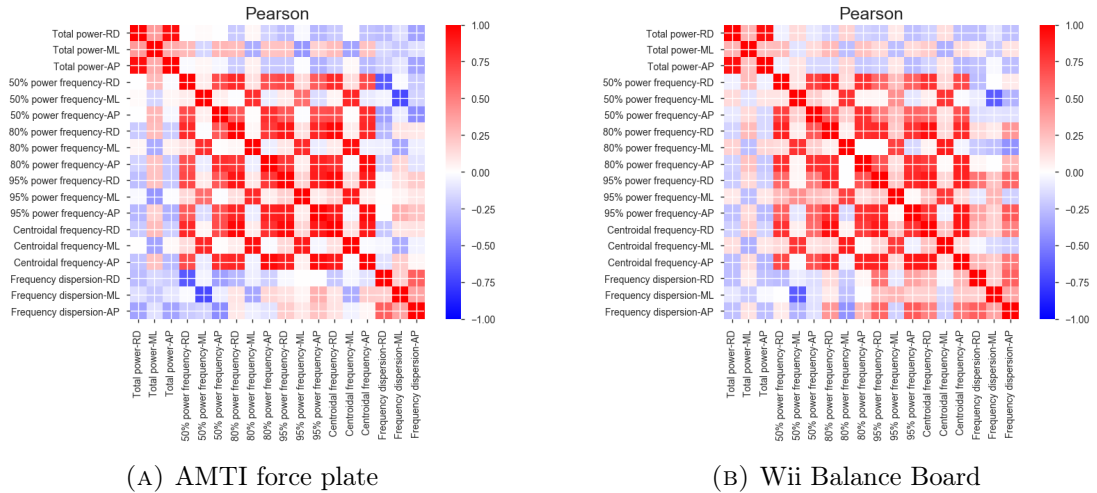 Pearson
Total power-RD
Total power-ML
Total power-AP
50% power frequency-RD
50% power frequency-ML
50% power frequency-AP
80% power frequency-RD
80% power frequency-ML
80% power frequency-AP
95% power frequency-RD
95% power frequency-ML
95% power frequency-AP
Centroidal frequency-RD
Centroidal frequency-ML
Centroidal frequency-AP
Frequency dispersion-RD
Frequency dispersion-ML
Frequency dispersion-AP
Total power-RD
Total power-ML
Total power-AP
50% power frequency-RD
50% power frequency-ML
50% power frequency-AP
80% power frequency-RD
80% power frequency-ML
80% power frequency-AP
95% power frequency-RD
95% power frequency-ML
95% power frequency-AP
Centroidal frequency-RD
Centroidal frequency-ML
Centroidal frequency-AP
Frequency dispersion-RD
Frequency dispersion-ML
Frequency dispersion-AP
1.00
0.75
0.50
0.25
0.00
−0.25
−0.50
−0.75
−1.00
(A) AMTI force plate
Pearson
Total power-RD
Total power-ML
Total power-AP
50% power frequency-RD
50% power frequency-ML
50% power frequency-AP
80% power frequency-RD
80% power frequency-ML
80% power frequency-AP
95% power frequency-RD
95% power frequency-ML
95% power frequency-AP
Centroidal frequency-RD
Centroidal frequency-ML
Centroidal frequency-AP
Frequency dispersion-RD
Frequency dispersion-ML
Frequency dispersion-AP
Total power-RD
Total power-ML
Total power-AP
50% power frequency-RD
50% power frequency-ML
50% power frequency-AP
80% power frequency-RD
80% power frequency-ML
80% power frequency-AP
95% power frequency-RD
95% power frequency-ML
95% power frequency-AP
Centroidal frequency-RD
Centroidal frequency-ML
Centroidal frequency-AP
Frequency dispersion-RD
Frequency dispersion-ML
Frequency dispersion-AP
1.00
0.75
0.50
0.25
0.00
−0.25
−0.50
−0.75
−1.00
(B) Wii Balance Board